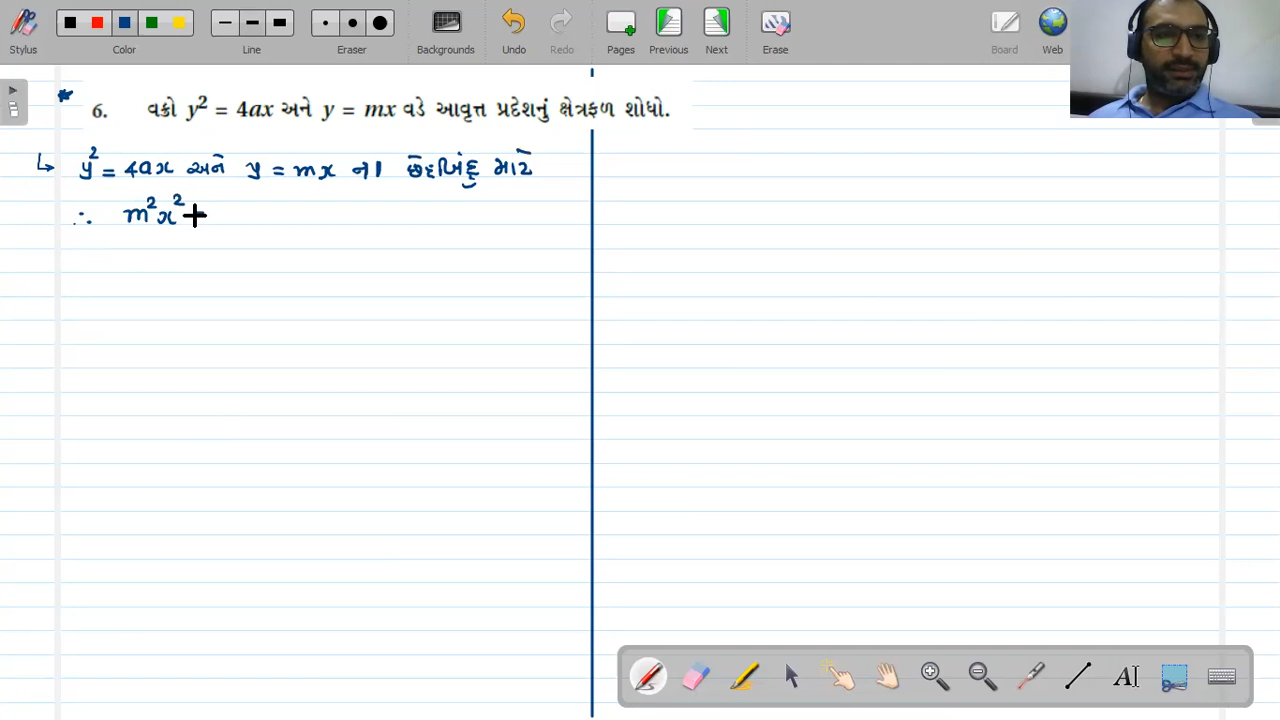 Stylus Color Line Eraser Backgrounds Undo Redo Pages Previous Next Erase Board Web
6. વક્રો y² = 4ax અને y = mx વડે આવૃત્ત પ્રદેશનું ક્ષેત્રફળ શોધો.
↳ y² = 4ax અને y = mx ના છેદબિંદુ માટે
∴ m²x²